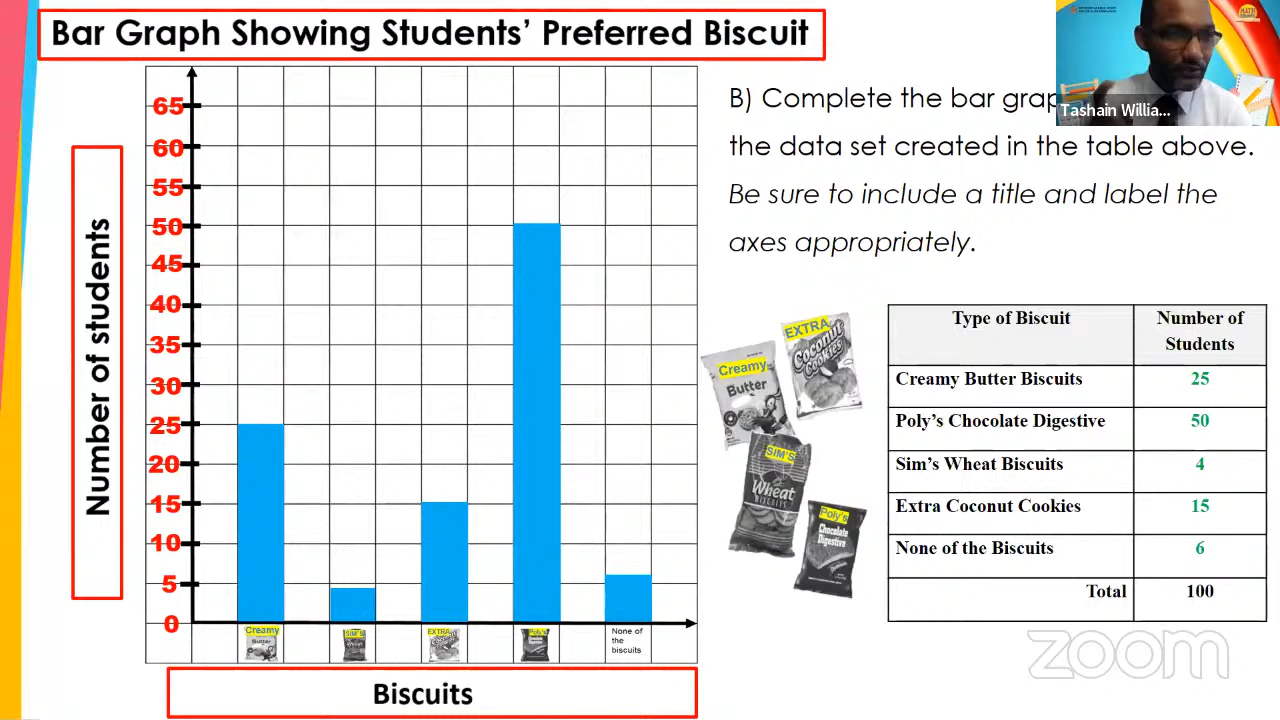 Bar Graph Showing Students' Preferred Biscuit
65
60
55
50
45
40
35
30
25
20
15
10
5
0
Number of students
Creamy
Butter
SIM'S
Wheat
EXTRA
Poly's
None of
the
biscuits
Biscuits
B) Complete the bar grap
the data set created in the table above.
Be sure to include a title and label the
axes appropriately.
Tashain Willia...
EXTRA
Coconut
Cookies
Creamy
Butter
SIM'S
Wheat
BISCUITS
Poly's
Chocolate
Digestive
Type of Biscuit Number of
Students
Creamy Butter Biscuits 25
Poly's Chocolate Digestive 50
Sim's Wheat Biscuits 4
Extra Coconut Cookies 15
None of the Biscuits 6
Total 100
zoom